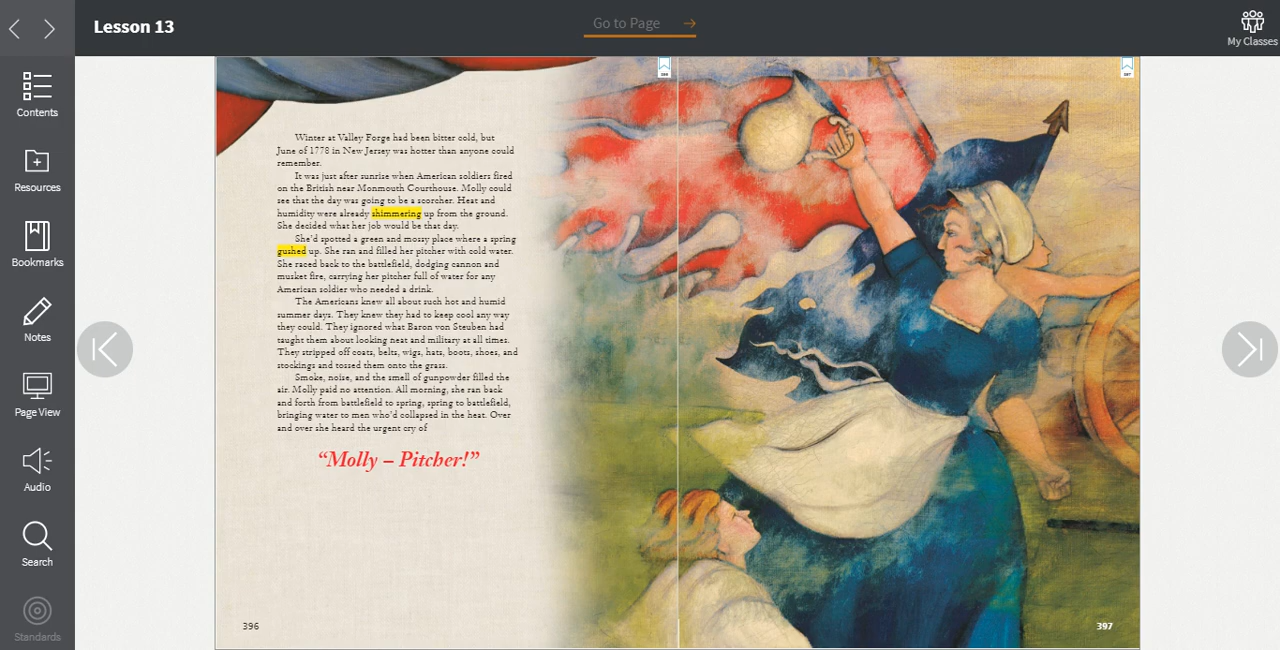 Lesson 13
Go to Page →
My Classes
Contents
Resources
Bookmarks
Notes
Page View
Audio
Search
Standards
396
397
Winter at Valley Forge had been bitter cold, but
June of 1778 in New Jersey was hotter than anyone could
remember.
It was just after sunrise when American soldiers fired
on the British near Monmouth Courthouse. Molly could
see that the day was going to be a scorcher. Heat and
humidity were already shimmering up from the ground.
She decided what her job would be that day.
She'd spotted a green and mossy place where a spring
gushed up. She ran and filled her pitcher with cold water.
She raced back to the battlefield, dodging cannon and
musket fire, carrying her pitcher full of water for any
American soldier who needed a drink.
The Americans knew all about such hot and humid
summer days. They knew they had to keep cool any way
they could. They ignored what Baron von Steuben had
taught them about looking neat and military at all times.
They stripped off coats, belts, wigs, hats, boots, shoes, and
stockings and tossed them onto the grass.
Smoke, noise, and the smell of gunpowder filled the
air. Molly paid no attention. All morning, she ran back
and forth from battlefield to spring, spring to battlefield,
bringing water to men who'd collapsed in the heat. Over
and over she heard the urgent cry of
“Molly – Pitcher!”
396
397